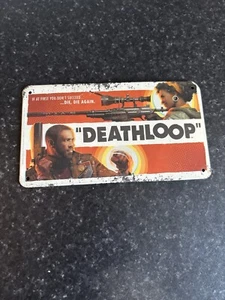 IF AT FIRST YOU DON'T SUCCEED...
...DIE, DIE AGAIN.
"DEATHLOOP"